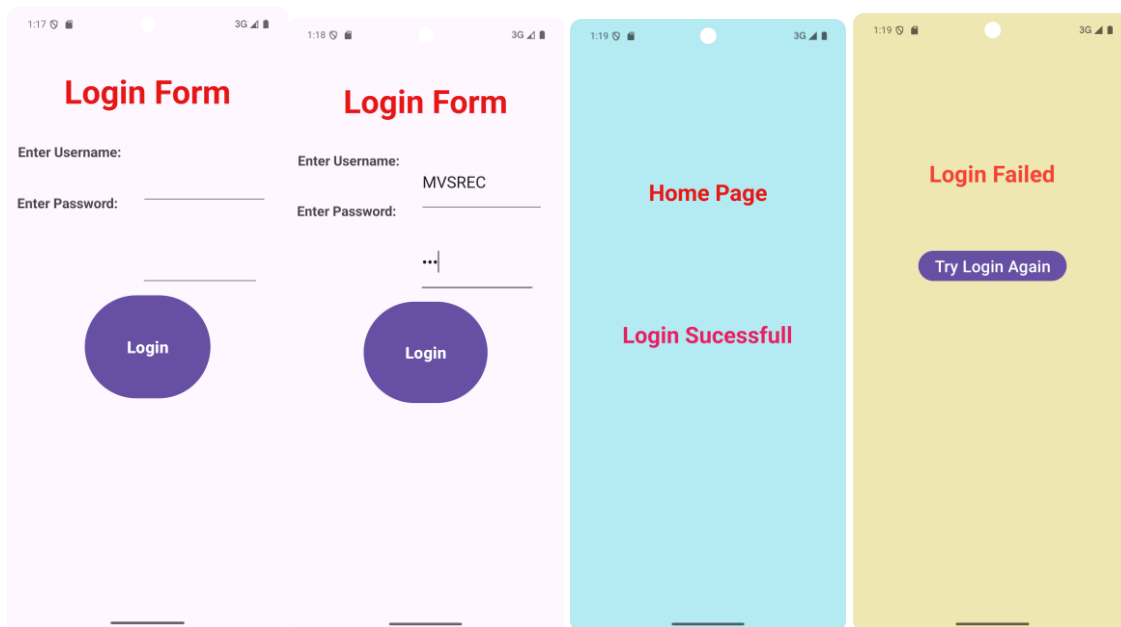 1:17 3G
Login Form
Enter Username:
Enter Password:
Login
1:18 3G
Login Form
Enter Username:
MVSREC
Enter Password:
•••
Login
1:19 3G
Home Page
Login Sucessfull
1:19 3G
Login Failed
Try Login Again